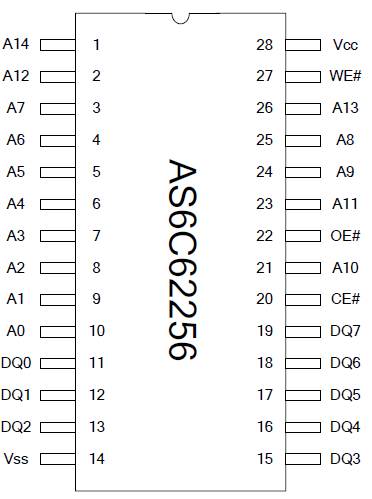 A14 1 28 Vcc
A12 2 27 WE#
A7 3 26 A13
A6 4 25 A8
A5 5 24 A9
A4 6 23 A11
A3 7 22 OE#
A2 8 21 A10
A1 9 20 CE#
A0 10 19 DQ7
DQ0 11 18 DQ6
DQ1 12 17 DQ5
DQ2 13 16 DQ4
Vss 14 15 DQ3
AS6C62256